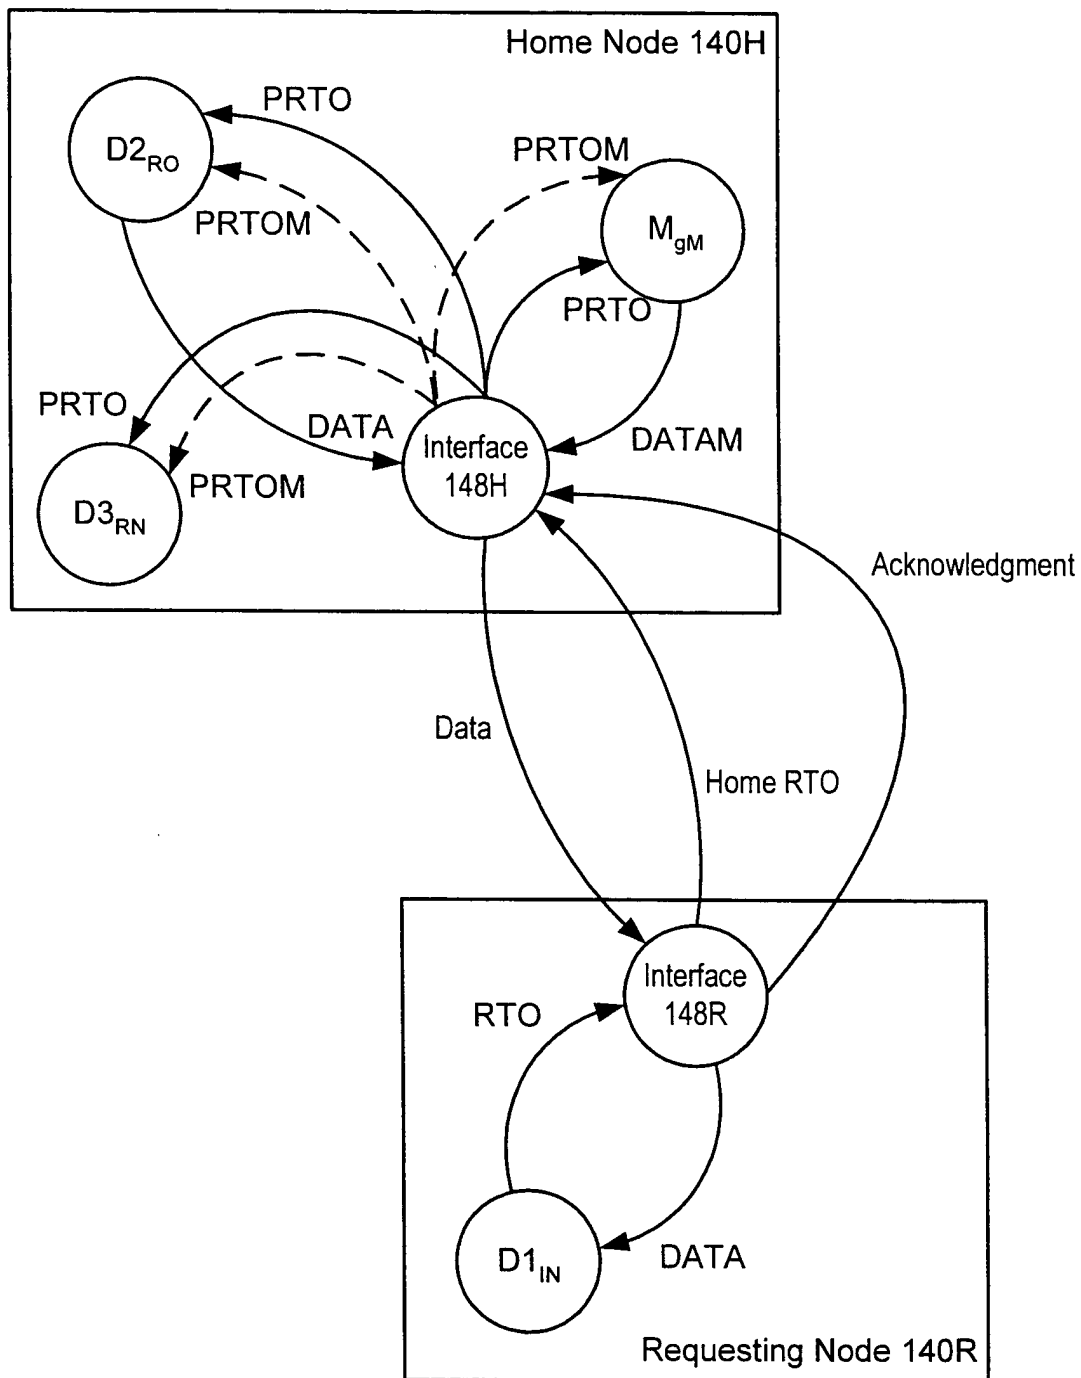 Home Node 140H
PRTO
D2RO
PRTOM
PRTOM
MgM
PRTO
PRTO
DATA
Interface
148H
DATAM
PRTOM
D3RN
Acknowledgment
Data
Home RTO
Interface
148R
RTO
D1IN
DATA
Requesting Node 140R